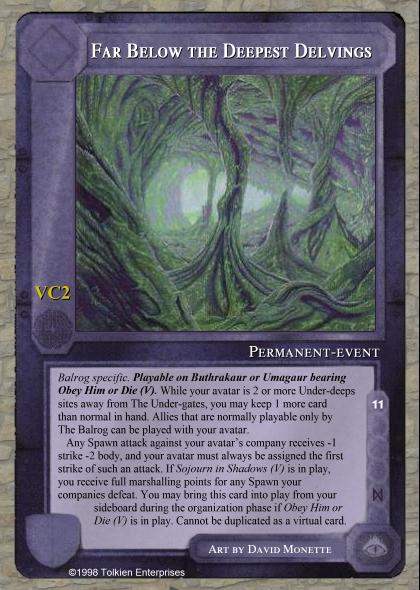 FAR BELOW THE DEEPEST DELVINGS
VC2
PERMANENT-EVENT
Balrog specific. Playable on Buthrakaur or Umagaur bearing
Obey Him or Die (V). While your avatar is 2 or more Under-deeps
sites away from The Under-gates, you may keep 1 more card
than normal in hand. Allies that are normally playable only by
The Balrog can be played with your avatar.
Any Spawn attack against your avatar's company receives -1
strike -2 body, and your avatar must always be assigned the first
strike of such an attack. If Sojourn in Shadows (V) is in play,
you receive full marshalling points for any Spawn your
companies defeat. You may bring this card into play from your
sideboard during the organization phase if Obey Him or
Die (V) is in play. Cannot be duplicated as a virtual card.
11
ART BY DAVID MONETTE
©1998 Tolkien Enterprises